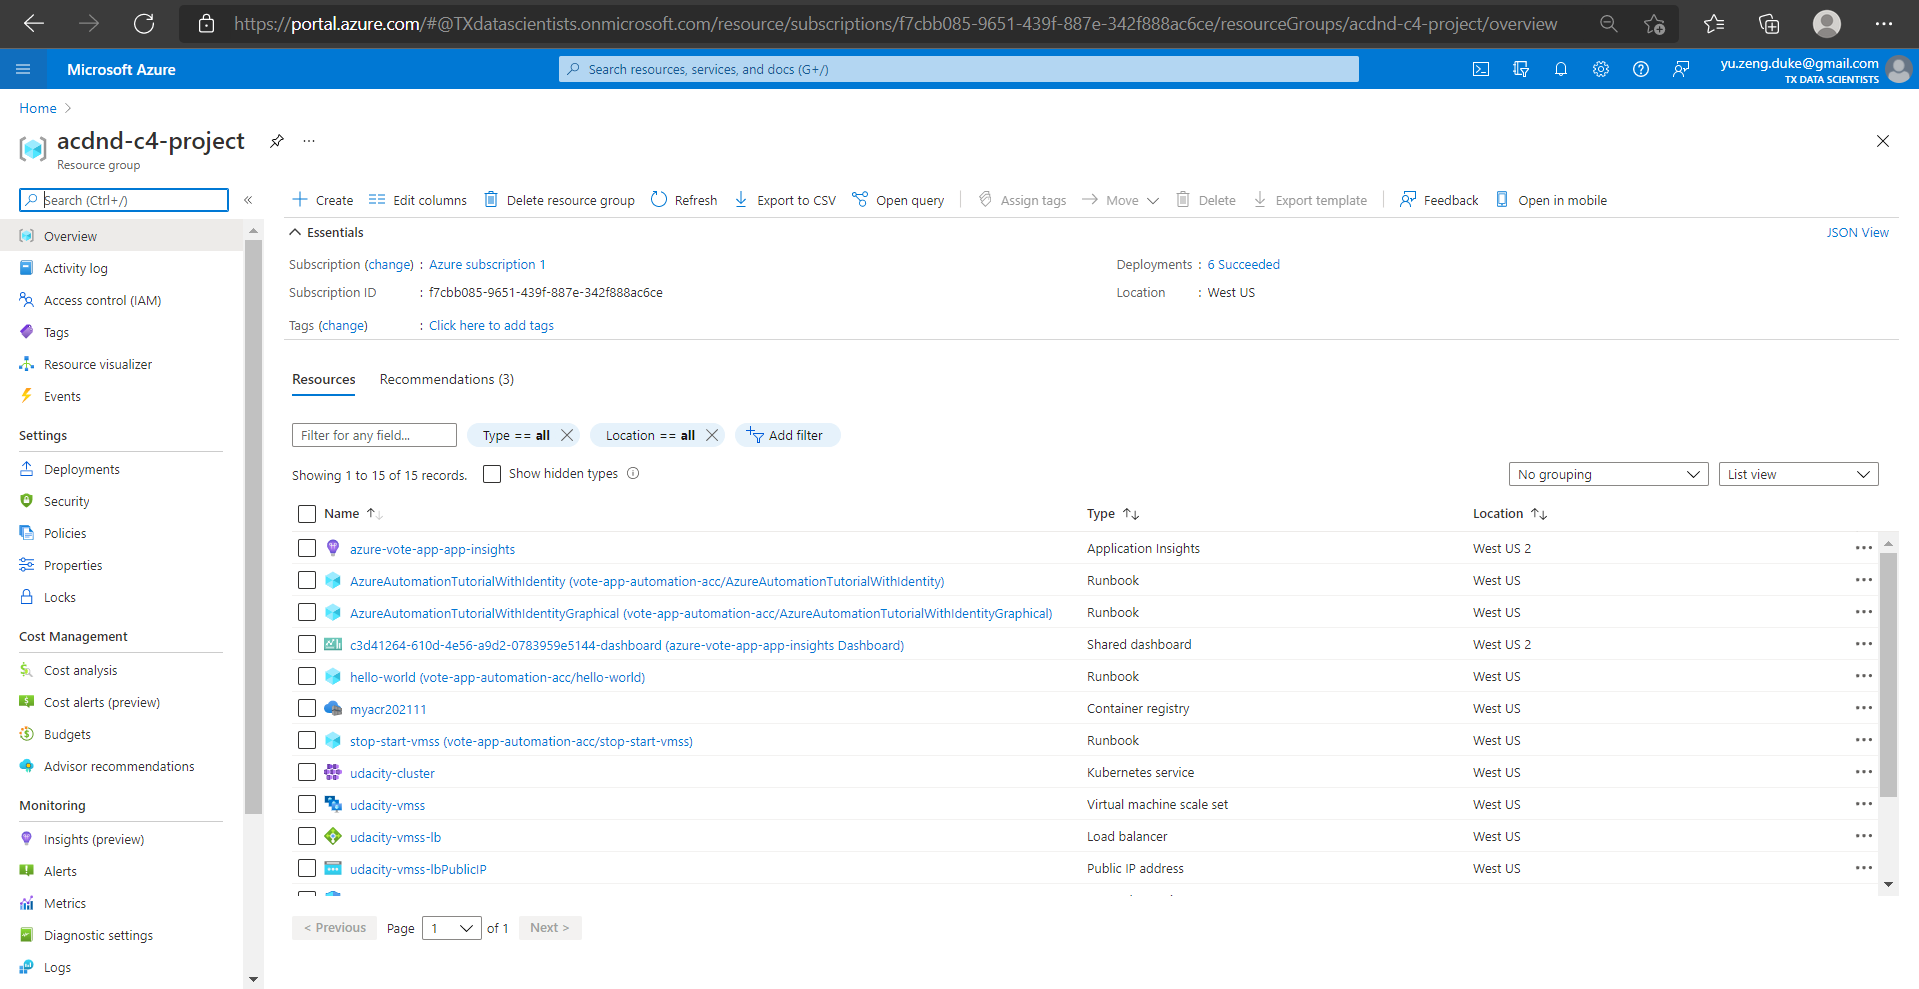 https://portal.azure.com/#@TXdatascientists.onmicrosoft.com/resource/subscriptions/f7cbb085-9651-439f-887e-342f888ac6ce/resourceGroups/acdnd-c4-project/overview
Microsoft Azure
Search resources, services, and docs (G+/)
yu.zeng.duke@gmail.com
TX DATA SCIENTISTS
Home >
acdnd-c4-project
Resource group
Search (Ctrl+/)
«
Overview
Activity log
Access control (IAM)
Tags
Resource visualizer
Events
Settings
Deployments
Security
Policies
Properties
Locks
Cost Management
Cost analysis
Cost alerts (preview)
Budgets
Advisor recommendations
Monitoring
Insights (preview)
Alerts
Metrics
Diagnostic settings
Logs
Create Edit columns Delete resource group Refresh Export to CSV Open query Assign tags Move Delete Export template Feedback Open in mobile
Essentials JSON View
Subscription (change) : Azure subscription 1 Deployments : 6 Succeeded
Subscription ID : f7cbb085-9651-439f-887e-342f888ac6ce Location : West US
Tags (change) : Click here to add tags
Resources Recommendations (3)
Filter for any field... Type == all Location == all Add filter
Showing 1 to 15 of 15 records. Show hidden types No grouping List view
Name Type Location
azure-vote-app-app-insights Application Insights West US 2
AzureAutomationTutorialWithIdentity (vote-app-automation-acc/AzureAutomationTutorialWithIdentity) Runbook West US
AzureAutomationTutorialWithIdentityGraphical (vote-app-automation-acc/AzureAutomationTutorialWithIdentityGraphical) Runbook West US
c3d41264-610d-4e56-a9d2-0783959e5144-dashboard (azure-vote-app-app-insights Dashboard) Shared dashboard West US 2
hello-world (vote-app-automation-acc/hello-world) Runbook West US
myacr202111 Container registry West US
stop-start-vmss (vote-app-automation-acc/stop-start-vmss) Runbook West US
udacity-cluster Kubernetes service West US
udacity-vmss Virtual machine scale set West US
udacity-vmss-lb Load balancer West US
udacity-vmss-lbPublicIP Public IP address West US
< Previous Page 1 of 1 Next >